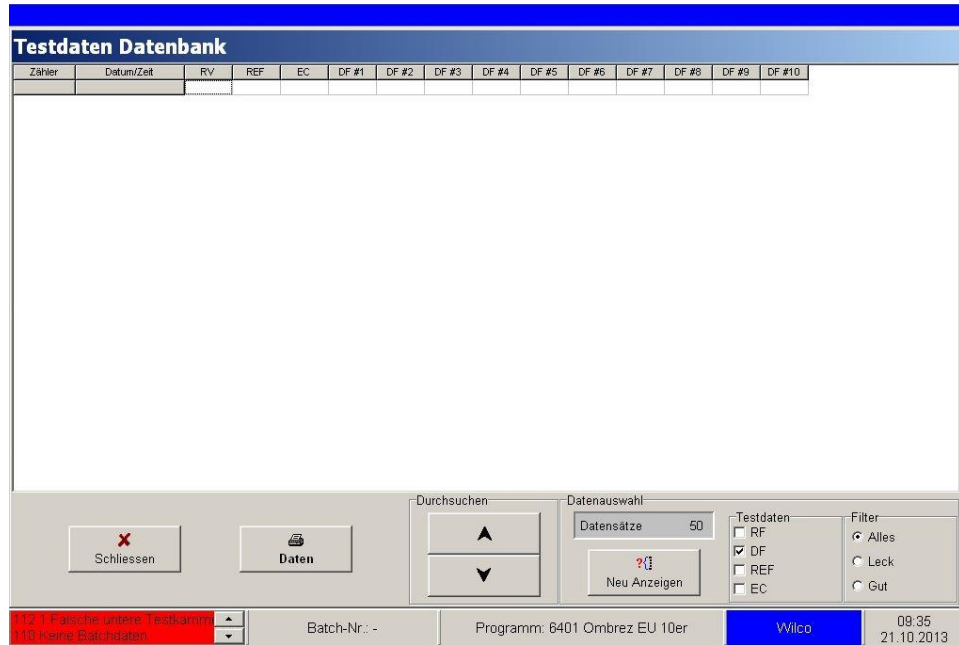 Testdaten Datenbank
Zähler Datum/Zeit RV REF EC DF #1 DF #2 DF #3 DF #4 DF #5 DF #6 DF #7 DF #8 DF #9 DF #10
Durchsuchen
Datenauswahl
Datensätze 50
Testdaten
RF
DF
REF
EC
Filter
Alles
Leck
Gut
Schliessen
Daten
?{}
Neu Anzeigen
112 1 Falsche untere Testkamme
110 Keine Batchdaten
Batch-Nr.: -
Programm: 6401 Ombrez EU 10er
Wilco
09:35
21.10.2013